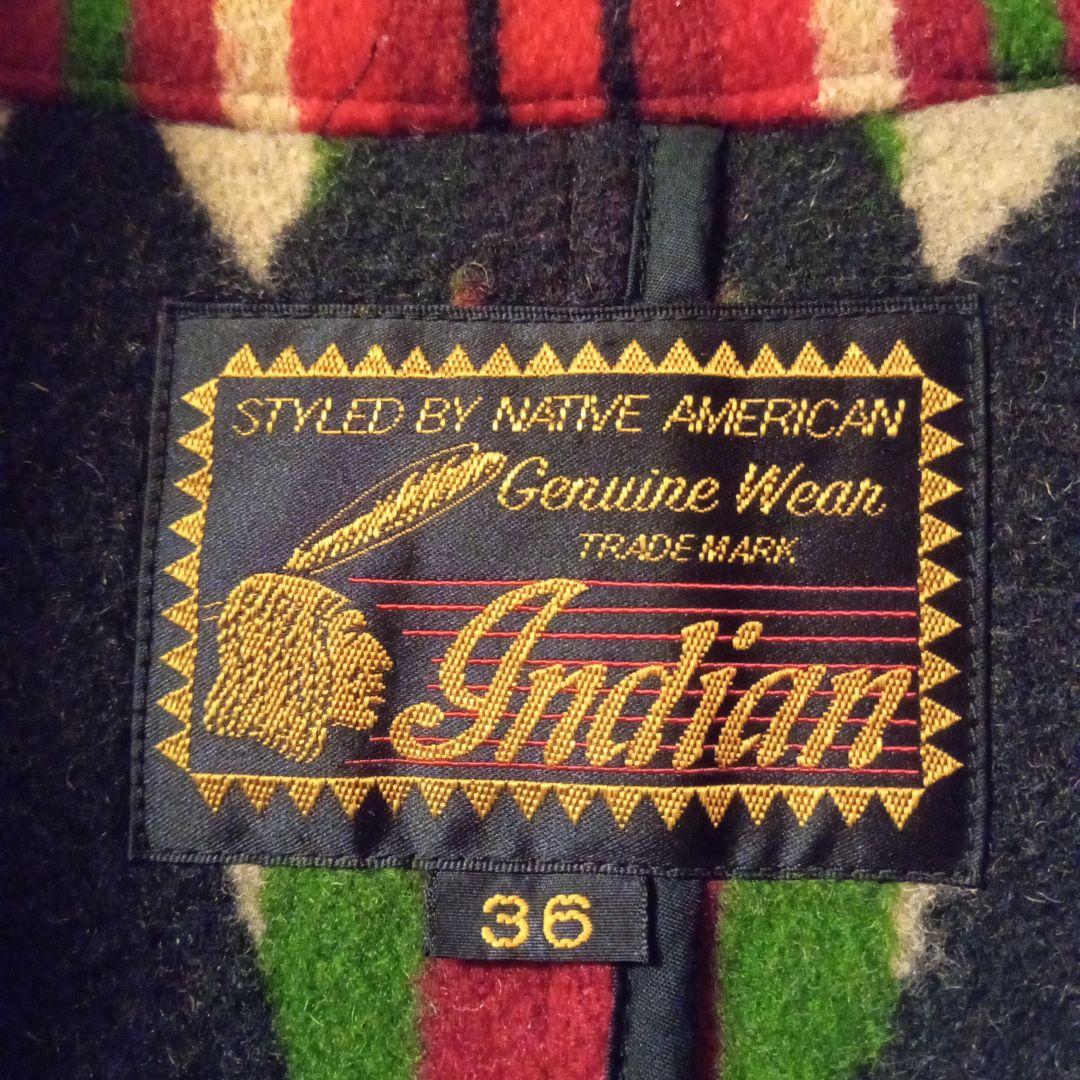 STYLED BY NATIVE AMERICAN
Genuine Wear
TRADE MARK
Indian
36